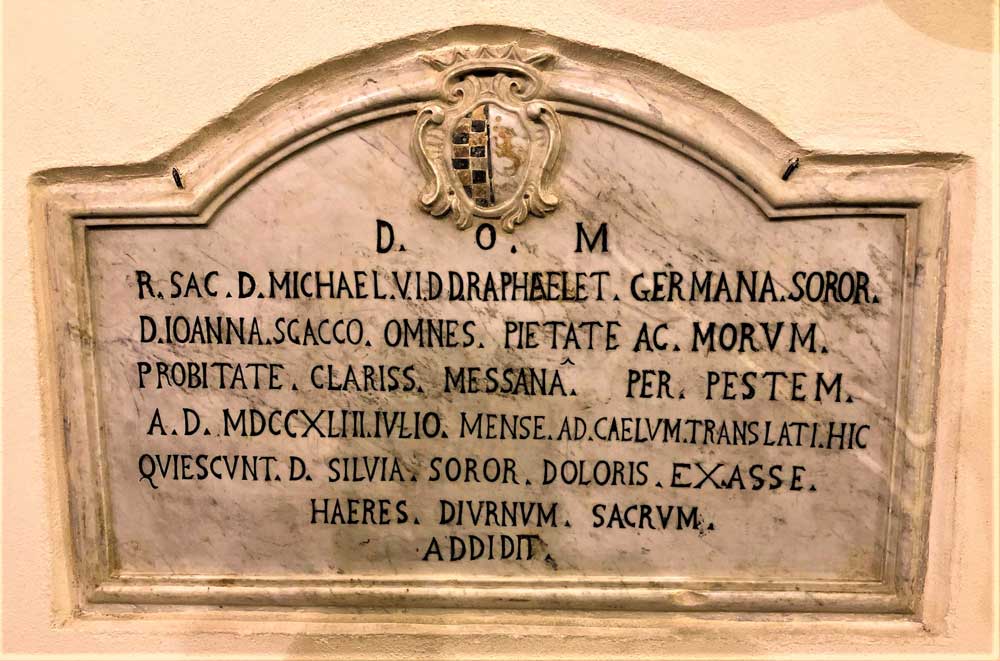 D. O. M
R. SAC. D. MICHAEL. V.I.D D. RAPHAEL ET. GERMANA. SOROR.
D. IOANNA. SGACCO. OMNES. PIETATE AC. MORVM.
PROBITATE. CLARISS. MESSANÂ PER. PESTEM.
A. D. MDCCXLIII. IVLIO. MENSE. AD. CAELVM. TRANSLATI. HIC
QVIESCVNT. D. SILVIA. SOROR. DOLORIS. EX. ASSE.
HAERES. DIVRNVM. SACRVM.
ADDIDIT.